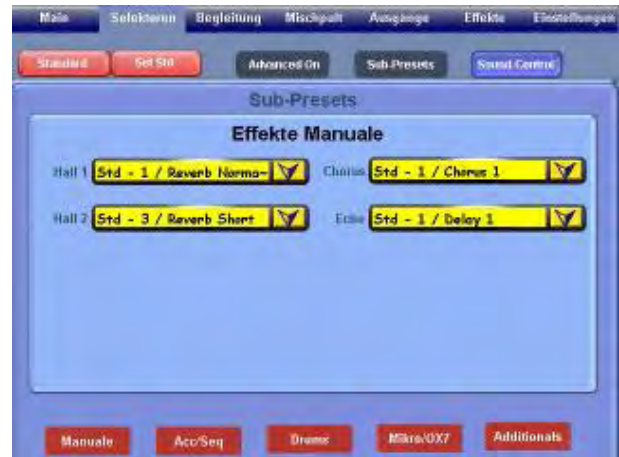 Main Selektoren Begleitung Mischpult Ausgänge Effekte Einstellungen
Standard Set Std Advanced On Sub-Presets Sound Control
Sub-Presets
Effekte Manuale
Hall 1 Std - 1 / Reverb Norma~ Chorus Std - 1 / Chorus 1
Hall 2 Std - 3 / Reverb Short Echo Std - 1 / Delay 1
Manuale Acc/Seq Drums Mikro/OX7 Additionals